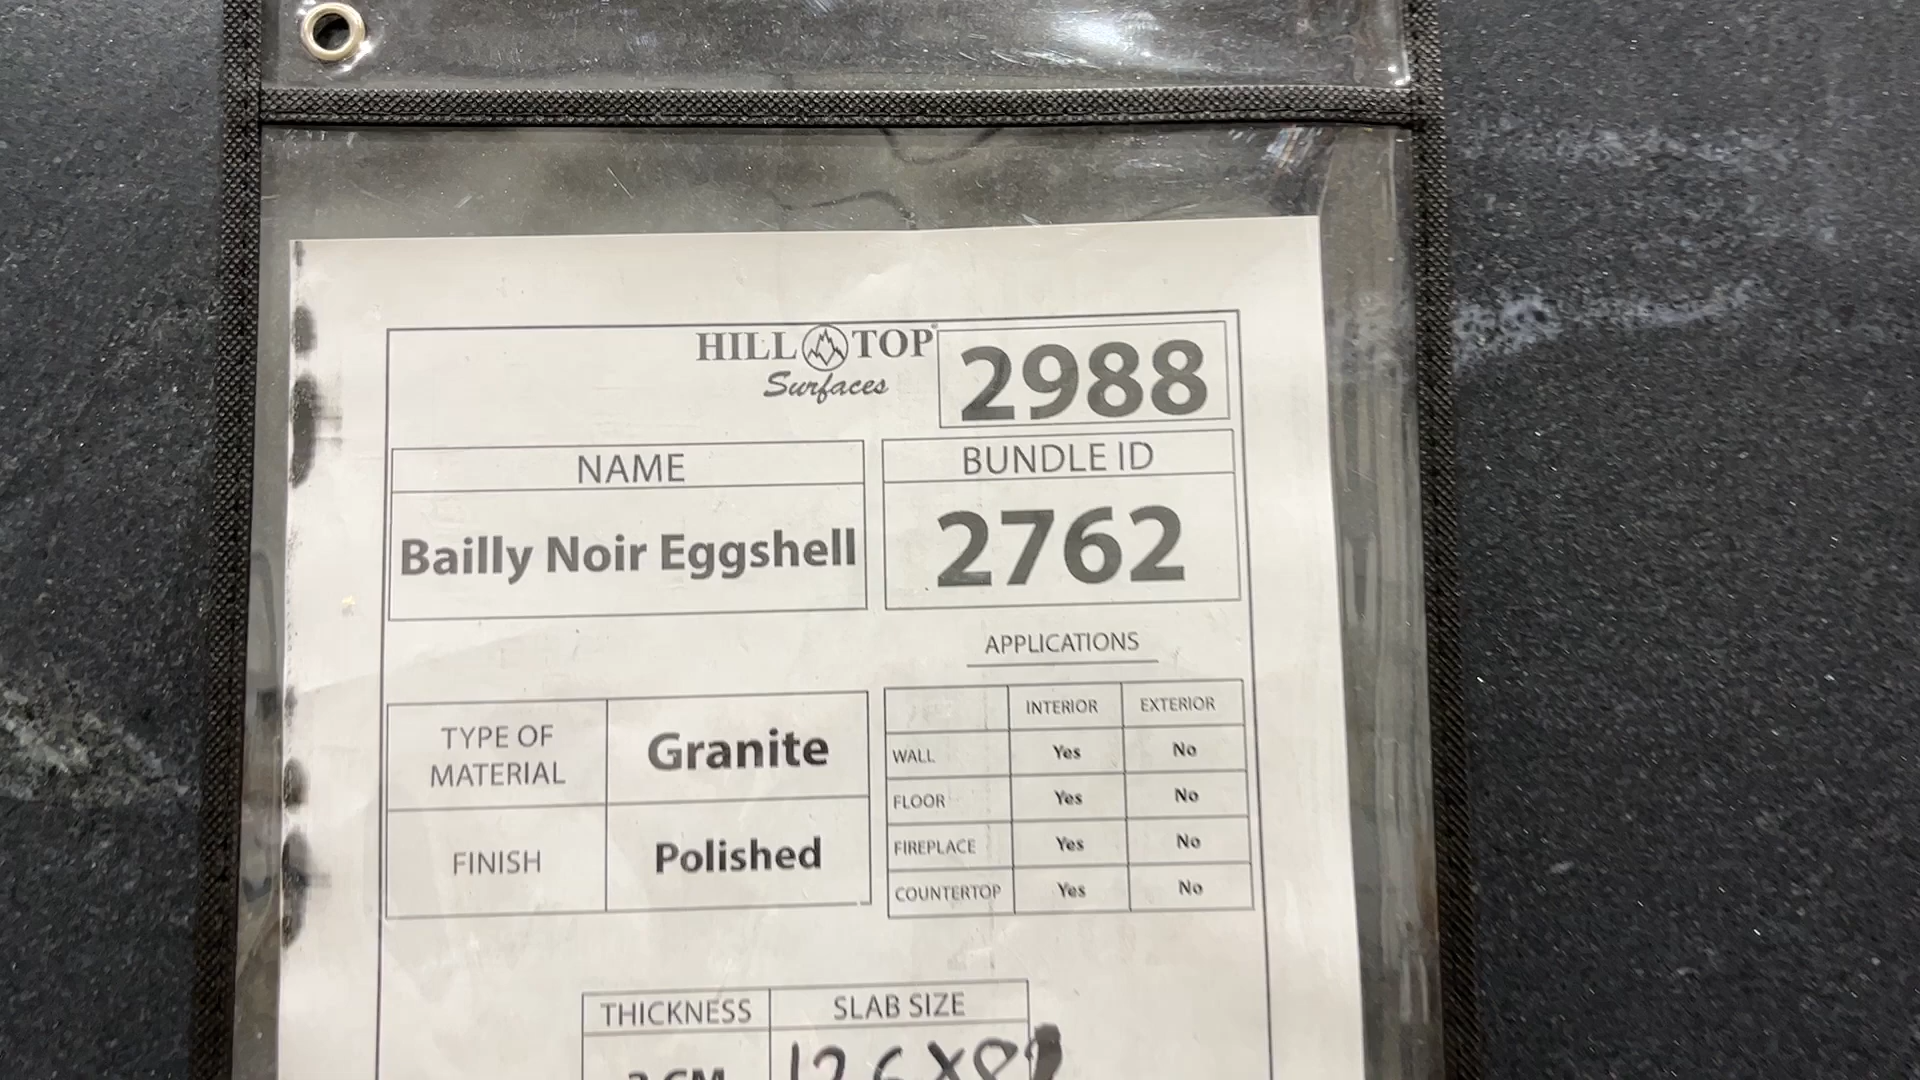 HILL TOP
Surfaces
2988
NAME
Bailly Noir Eggshell
BUNDLE ID
2762
APPLICATIONS
TYPE OF
MATERIAL
Granite
FINISH
Polished
INTERIOR EXTERIOR
WALL Yes No
FLOOR Yes No
FIREPLACE Yes No
COUNTERTOP Yes No
THICKNESS SLAB SIZE
CM